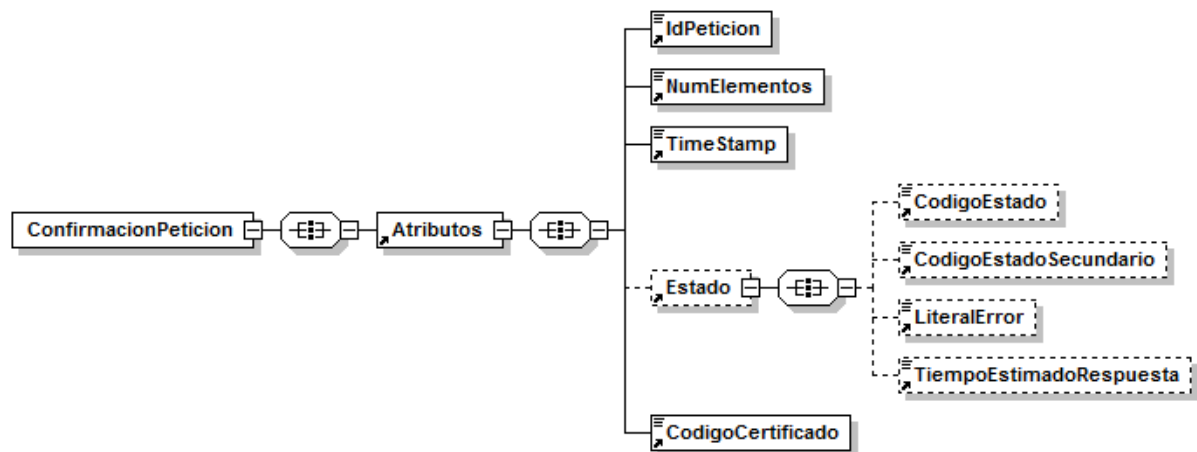 IdPeticion
NumElementos
TimeStamp
ConfirmacionPeticion
Atributos
Estado
CodigoEstado
CodigoEstadoSecundario
LiteralError
TiempoEstimadoRespuesta
CodigoCertificado